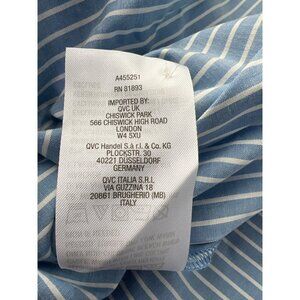 A455251
RN 81893
IMPORTED BY:
QVC UK
CHISWICK PARK
566 CHISWICK HIGH ROAD
LONDON
W4 5XU
QVC Handel S.à r.l. & Co. KG
PLOCKSTR. 30
40221 DÜSSELDORF
GERMANY
QVC ITALIA S.R.L.
VIA GUZZINA 18
20861 BRUGHERIO (MB)
ITALY